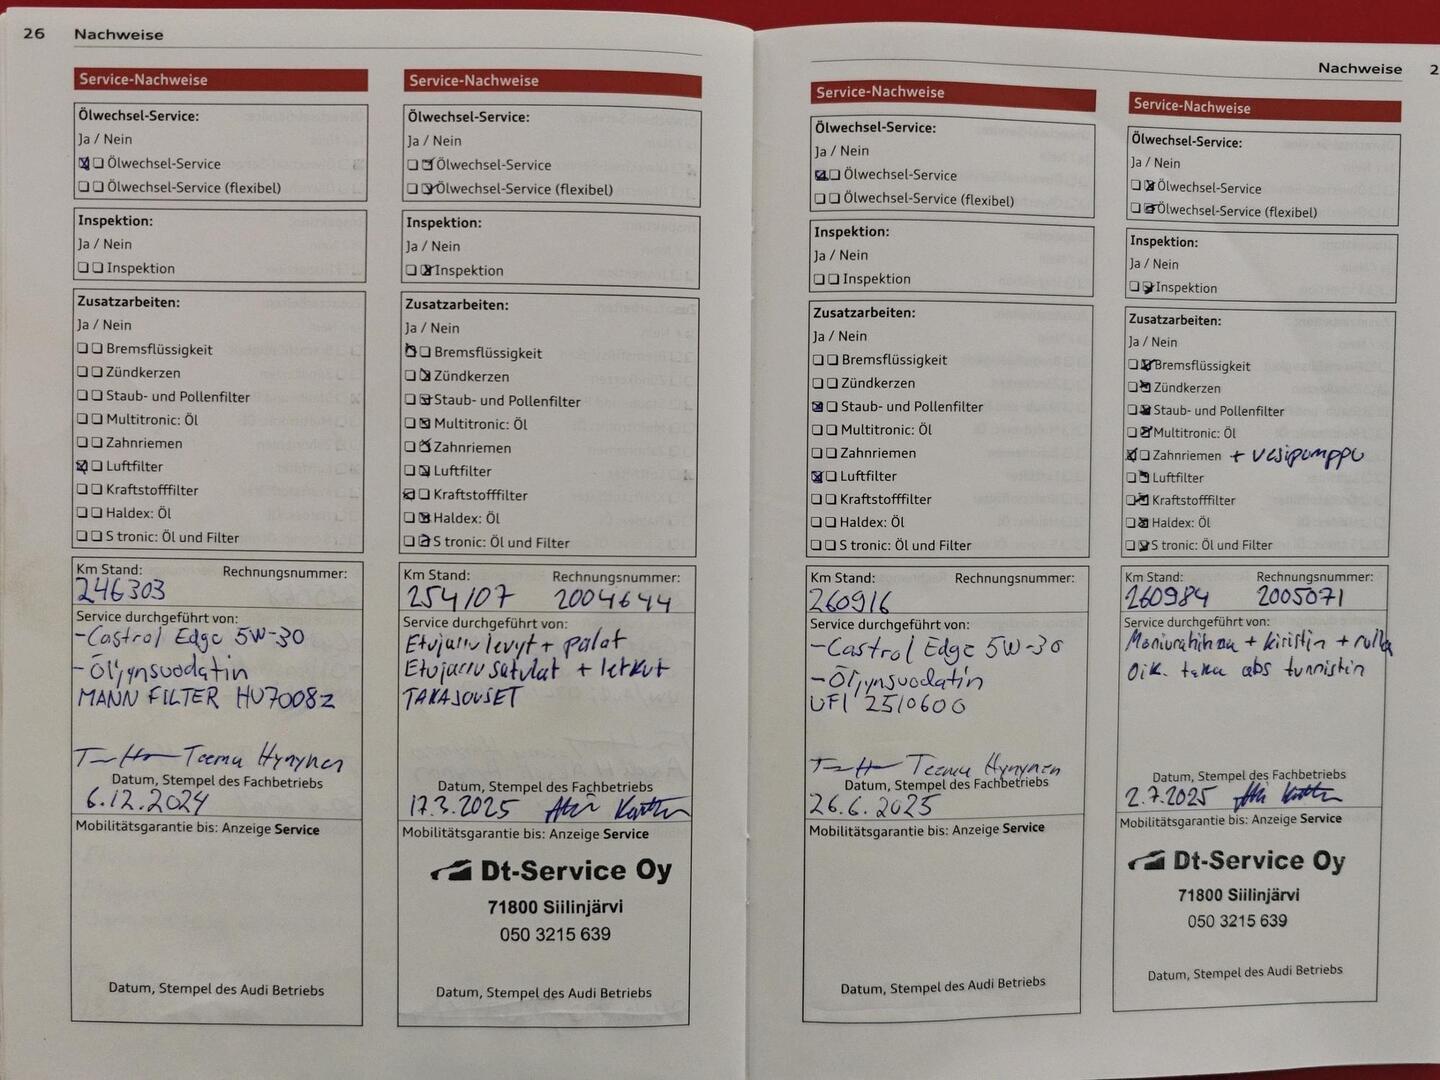 26 Nachweise
Service-Nachweise
Ölwechsel-Service:
Ja / Nein
☒ ☐ Ölwechsel-Service
☐ ☐ Ölwechsel-Service (flexibel)
Inspektion:
Ja / Nein
☐ ☐ Inspektion
Zusatzarbeiten:
Ja / Nein
☐ ☐ Bremsflüssigkeit
☐ ☐ Zündkerzen
☐ ☐ Staub- und Pollenfilter
☐ ☐ Multitronic: Öl
☐ ☐ Zahnriemen
☒ ☐ Luftfilter
☐ ☐ Kraftstofffilter
☐ ☐ Haldex: Öl
☐ ☐ S tronic: Öl und Filter
Km Stand: Rechnungsnummer:
246303
Service durchgeführt von:
-Castrol Edge 5W-30
-Öljynsuodatin
MANN FILTER HU7008z
Teemu Hynynen
Datum, Stempel des Fachbetriebs
6.12.2024
Mobilitätsgarantie bis: Anzeige Service
Datum, Stempel des Audi Betriebs
Service-Nachweise
Ölwechsel-Service:
Ja / Nein
☐ ☒ Ölwechsel-Service
☐ ☒ Ölwechsel-Service (flexibel)
Inspektion:
Ja / Nein
☐ ☒ Inspektion
Zusatzarbeiten:
Ja / Nein
☒ ☐ Bremsflüssigkeit
☐ ☒ Zündkerzen
☐ ☒ Staub- und Pollenfilter
☐ ☒ Multitronic: Öl
☐ ☒ Zahnriemen
☐ ☒ Luftfilter
☒ ☐ Kraftstofffilter
☐ ☒ Haldex: Öl
☐ ☒ S tronic: Öl und Filter
Km Stand: Rechnungsnummer:
254107 2004644
Service durchgeführt von:
Etujarru levyt + palat
Etujarru satulat + letkut
TAKAJOUSET
Datum, Stempel des Fachbetriebs
17.3.2025
Mobilitätsgarantie bis: Anzeige Service
Dt-Service Oy
71800 Siilinjärvi
050 3215 639
Datum, Stempel des Audi Betriebs
Nachweise 2
Service-Nachweise
Ölwechsel-Service:
Ja / Nein
☒ ☐ Ölwechsel-Service
☐ ☐ Ölwechsel-Service (flexibel)
Inspektion:
Ja / Nein
☐ ☐ Inspektion
Zusatzarbeiten:
Ja / Nein
☐ ☐ Bremsflüssigkeit
☐ ☐ Zündkerzen
☒ ☐ Staub- und Pollenfilter
☐ ☐ Multitronic: Öl
☐ ☐ Zahnriemen
☒ ☐ Luftfilter
☐ ☐ Kraftstofffilter
☐ ☐ Haldex: Öl
☐ ☐ S tronic: Öl und Filter
Km Stand: Rechnungsnummer:
260916
Service durchgeführt von:
-Castrol Edge 5W-30
-Öljynsuodatin
UFI 2510600
Teemu Hynynen
Datum, Stempel des Fachbetriebs
26.6.2025
Mobilitätsgarantie bis: Anzeige Service
Datum, Stempel des Audi Betriebs
Service-Nachweise
Ölwechsel-Service:
Ja / Nein
☐ ☒ Ölwechsel-Service
☐ ☒ Ölwechsel-Service (flexibel)
Inspektion:
Ja / Nein
☐ ☒ Inspektion
Zusatzarbeiten:
Ja / Nein
☐ ☒ Bremsflüssigkeit
☐ ☒ Zündkerzen
☐ ☒ Staub- und Pollenfilter
☐ ☒ Multitronic: Öl
☒ ☐ Zahnriemen + vesipumppu
☐ ☒ Luftfilter
☐ ☒ Kraftstofffilter
☐ ☒ Haldex: Öl
☐ ☒ S tronic: Öl und Filter
Km Stand: Rechnungsnummer:
260984 2005071
Service durchgeführt von:
Moniurahihna + kiristin + rulla
Oik. taka abs tunnistin
Datum, Stempel des Fachbetriebs
2.7.2025
Mobilitätsgarantie bis: Anzeige Service
Dt-Service Oy
71800 Siilinjärvi
050 3215 639
Datum, Stempel des Audi Betriebs